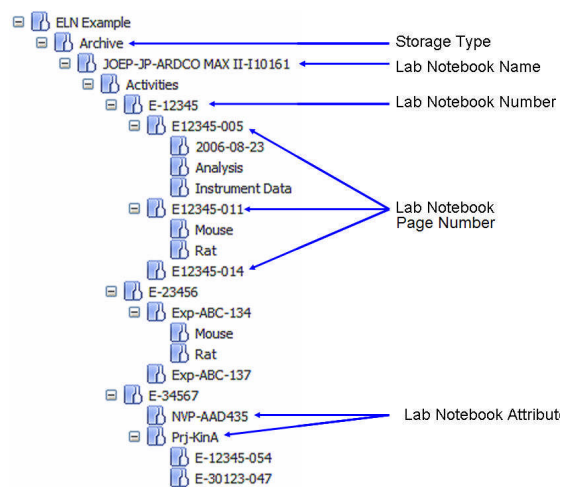 ELN Example
Archive
Storage Type
JOEP-JP-ARDCO MAX II-I10161
Lab Notebook Name
Activities
E-12345
Lab Notebook Number
E12345-005
2006-08-23
Analysis
Instrument Data
E12345-011
Lab Notebook
Page Number
Mouse
Rat
E12345-014
E-23456
Exp-ABC-134
Mouse
Rat
Exp-ABC-137
E-34567
NVP-AAD435
Lab Notebook Attribut
Prj-KinA
E-12345-054
E-30123-047